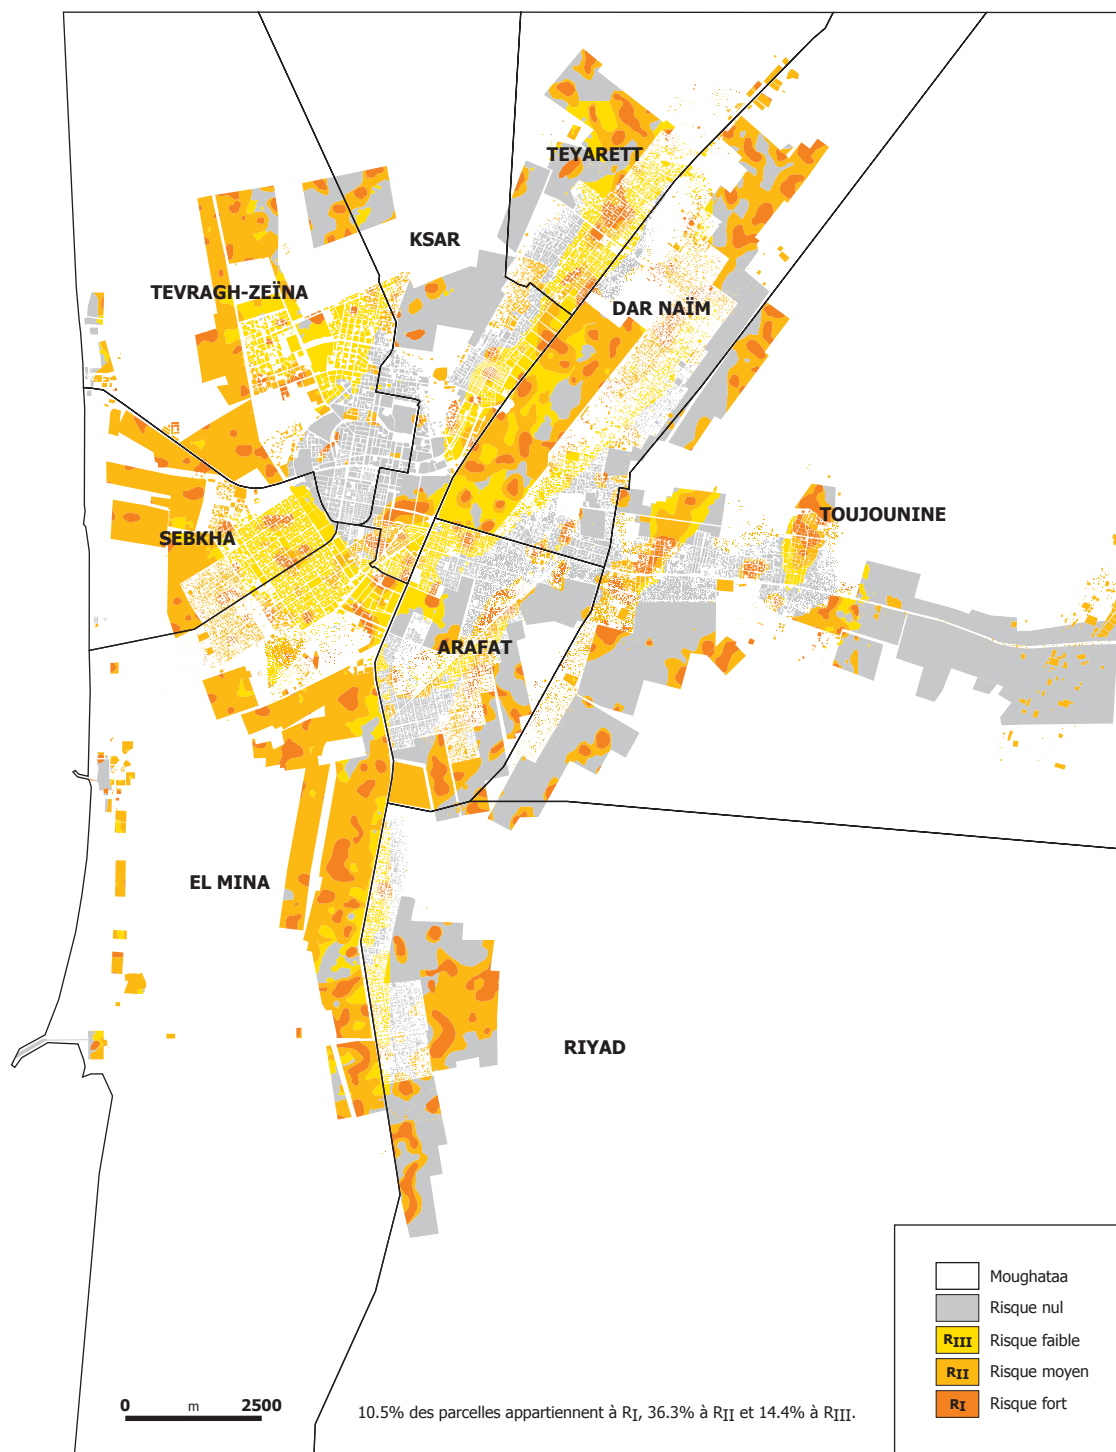 TEYARETT
KSAR
TEVRAGH-ZEÏNA
DAR NAÏM
TOUJOUNINE
SEBKHA
ARAFAT
EL MINA
RIYAD
Moughataa
Risque nul
RIII Risque faible
RII Risque moyen
RI Risque fort
0 m 2500
10.5% des parcelles appartiennent à RI, 36.3% à RII et 14.4% à RIII.